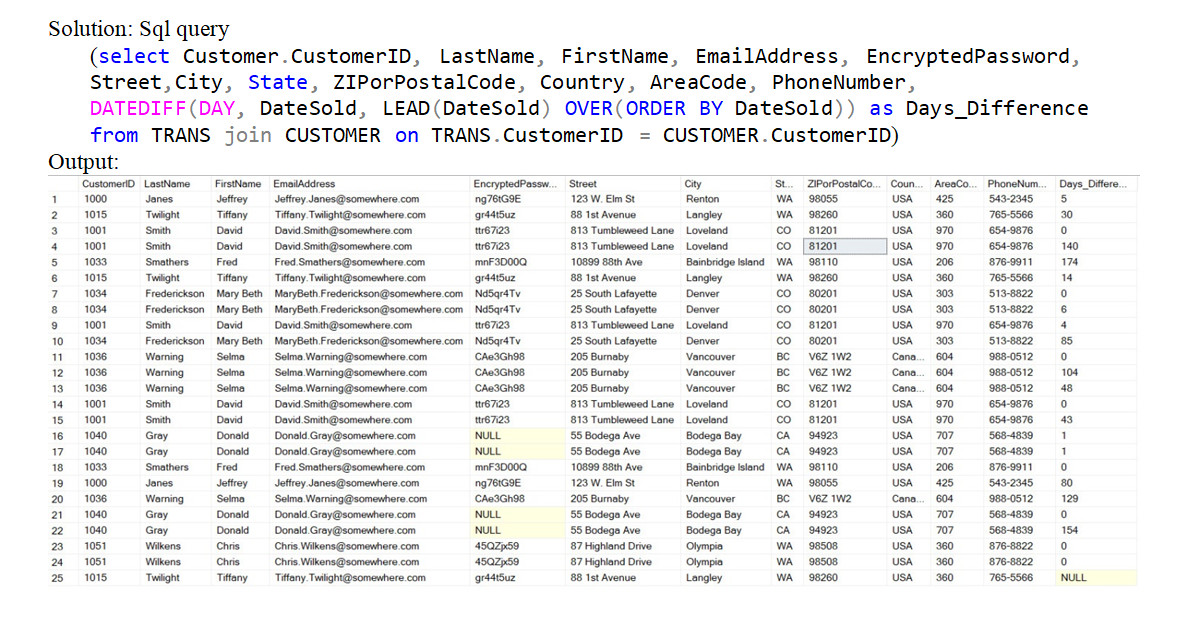 Solution: Sql query
(select Customer.CustomerID, LastName, FirstName, EmailAddress, EncryptedPassword,
Street,City, State, ZIPorPostalCode, Country, AreaCode, PhoneNumber,
DATEDIFF(DAY, DateSold, LEAD(DateSold) OVER(ORDER BY DateSold)) as Days_Difference
from TRANS join CUSTOMER on TRANS.CustomerID = CUSTOMER.CustomerID)
Output:
CustomerID LastName FirstName EmailAddress EncryptedPassw... Street City St... ZIPorPostalCo... Coun... AreaCo... PhoneNum... Days_Differe...
1 1000 Janes Jeffrey Jeffrey.Janes@somewhere.com ng76tG9E 123 W. Elm St Renton WA 98055 USA 425 543-2345 5
2 1015 Twilight Tiffany Tiffany.Twilight@somewhere.com gr44t5uz 88 1st Avenue Langley WA 98260 USA 360 765-5566 30
3 1001 Smith David David.Smith@somewhere.com ttr67i23 813 Tumbleweed Lane Loveland CO 81201 USA 970 654-9876 0
4 1001 Smith David David.Smith@somewhere.com ttr67i23 813 Tumbleweed Lane Loveland CO 81201 USA 970 654-9876 140
5 1033 Smathers Fred Fred.Smathers@somewhere.com mnF3D00Q 10899 88th Ave Bainbridge Island WA 98110 USA 206 876-9911 174
6 1015 Twilight Tiffany Tiffany.Twilight@somewhere.com gr44t5uz 88 1st Avenue Langley WA 98260 USA 360 765-5566 14
7 1034 Frederickson Mary Beth MaryBeth.Frederickson@somewhere.com Nd5qr4Tv 25 South Lafayette Denver CO 80201 USA 303 513-8822 0
8 1034 Frederickson Mary Beth MaryBeth.Frederickson@somewhere.com Nd5qr4Tv 25 South Lafayette Denver CO 80201 USA 303 513-8822 6
9 1001 Smith David David.Smith@somewhere.com ttr67i23 813 Tumbleweed Lane Loveland CO 81201 USA 970 654-9876 4
10 1034 Frederickson Mary Beth MaryBeth.Frederickson@somewhere.com Nd5qr4Tv 25 South Lafayette Denver CO 80201 USA 303 513-8822 85
11 1036 Warning Selma Selma.Warning@somewhere.com CAe3Gh98 205 Burnaby Vancouver BC V6Z 1W2 Cana... 604 988-0512 0
12 1036 Warning Selma Selma.Warning@somewhere.com CAe3Gh98 205 Burnaby Vancouver BC V6Z 1W2 Cana... 604 988-0512 104
13 1036 Warning Selma Selma.Warning@somewhere.com CAe3Gh98 205 Burnaby Vancouver BC V6Z 1W2 Cana... 604 988-0512 48
14 1001 Smith David David.Smith@somewhere.com ttr67i23 813 Tumbleweed Lane Loveland CO 81201 USA 970 654-9876 0
15 1001 Smith David David.Smith@somewhere.com ttr67i23 813 Tumbleweed Lane Loveland CO 81201 USA 970 654-9876 43
16 1040 Gray Donald Donald.Gray@somewhere.com NULL 55 Bodega Ave Bodega Bay CA 94923 USA 707 568-4839 1
17 1040 Gray Donald Donald.Gray@somewhere.com NULL 55 Bodega Ave Bodega Bay CA 94923 USA 707 568-4839 1
18 1033 Smathers Fred Fred.Smathers@somewhere.com mnF3D00Q 10899 88th Ave Bainbridge Island WA 98110 USA 206 876-9911 0
19 1000 Janes Jeffrey Jeffrey.Janes@somewhere.com ng76tG9E 123 W. Elm St Renton WA 98055 USA 425 543-2345 80
20 1036 Warning Selma Selma.Warning@somewhere.com CAe3Gh98 205 Burnaby Vancouver BC V6Z 1W2 Cana... 604 988-0512 129
21 1040 Gray Donald Donald.Gray@somewhere.com NULL 55 Bodega Ave Bodega Bay CA 94923 USA 707 568-4839 0
22 1040 Gray Donald Donald.Gray@somewhere.com NULL 55 Bodega Ave Bodega Bay CA 94923 USA 707 568-4839 154
23 1051 Wilkens Chris Chris.Wilkens@somewhere.com 45QZjx59 87 Highland Drive Olympia WA 98508 USA 360 876-8822 0
24 1051 Wilkens Chris Chris.Wilkens@somewhere.com 45QZjx59 87 Highland Drive Olympia WA 98508 USA 360 876-8822 0
25 1015 Twilight Tiffany Tiffany.Twilight@somewhere.com gr44t5uz 88 1st Avenue Langley WA 98260 USA 360 765-5566 NULL